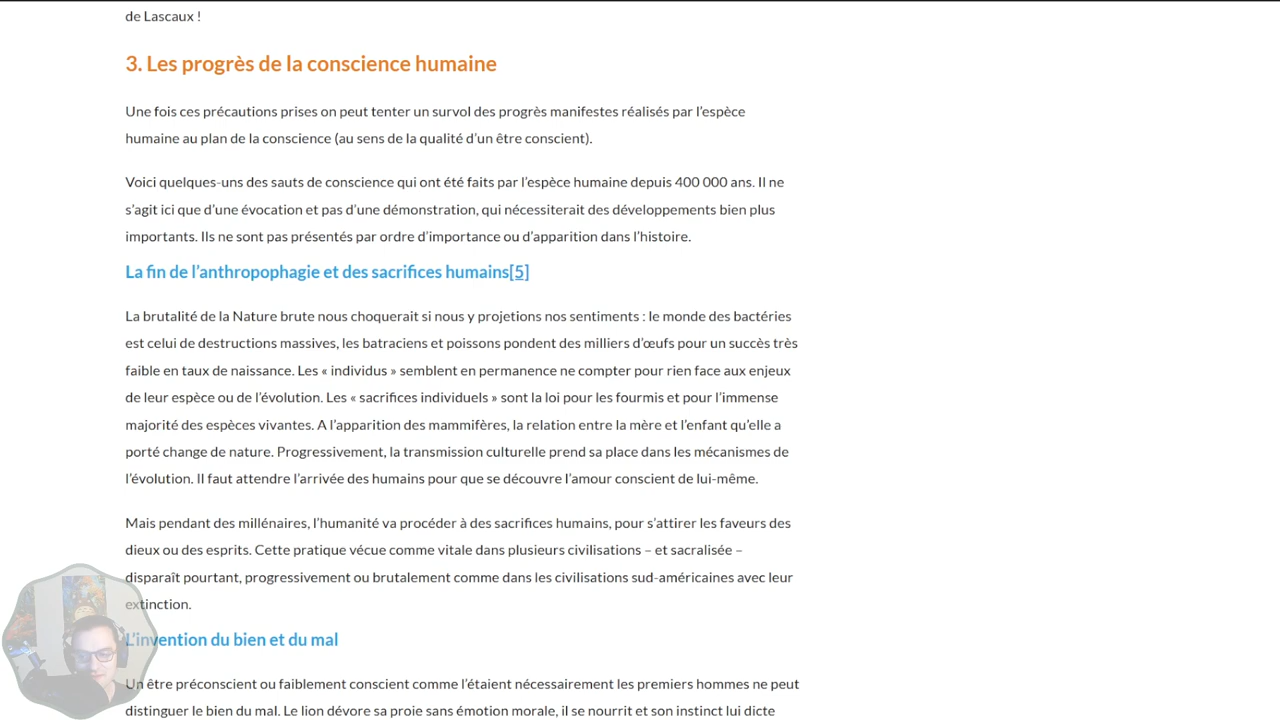 de Lascaux !
3. Les progrès de la conscience humaine
Une fois ces précautions prises on peut tenter un survol des progrès manifestes réalisés par l’espèce
humaine au plan de la conscience (au sens de la qualité d’un être conscient).
Voici quelques-uns des sauts de conscience qui ont été faits par l’espèce humaine depuis 400 000 ans. Il ne
s’agit ici que d’une évocation et pas d’une démonstration, qui nécessiterait des développements bien plus
importants. Ils ne sont pas présentés par ordre d’importance ou d’apparition dans l’histoire.
La fin de l’anthropophagie et des sacrifices humains[5]
La brutalité de la Nature brute nous choquerait si nous y projetions nos sentiments : le monde des bactéries
est celui de destructions massives, les batraciens et poissons pondent des milliers d’œufs pour un succès très
faible en taux de naissance. Les « individus » semblent en permanence ne compter pour rien face aux enjeux
de leur espèce ou de l’évolution. Les « sacrifices individuels » sont la loi pour les fourmis et pour l’immense
majorité des espèces vivantes. A l’apparition des mammifères, la relation entre la mère et l’enfant qu’elle a
porté change de nature. Progressivement, la transmission culturelle prend sa place dans les mécanismes de
l’évolution. Il faut attendre l’arrivée des humains pour que se découvre l’amour conscient de lui-même.
Mais pendant des millénaires, l’humanité va procéder à des sacrifices humains, pour s’attirer les faveurs des
dieux ou des esprits. Cette pratique vécue comme vitale dans plusieurs civilisations – et sacralisée –
disparaît pourtant, progressivement ou brutalement comme dans les civilisations sud-américaines avec leur
extinction.
L’invention du bien et du mal
Un être préconscient ou faiblement conscient comme l’étaient nécessairement les premiers hommes ne peut
distinguer le bien du mal. Le lion dévore sa proie sans émotion morale, il se nourrit et son instinct lui dicte